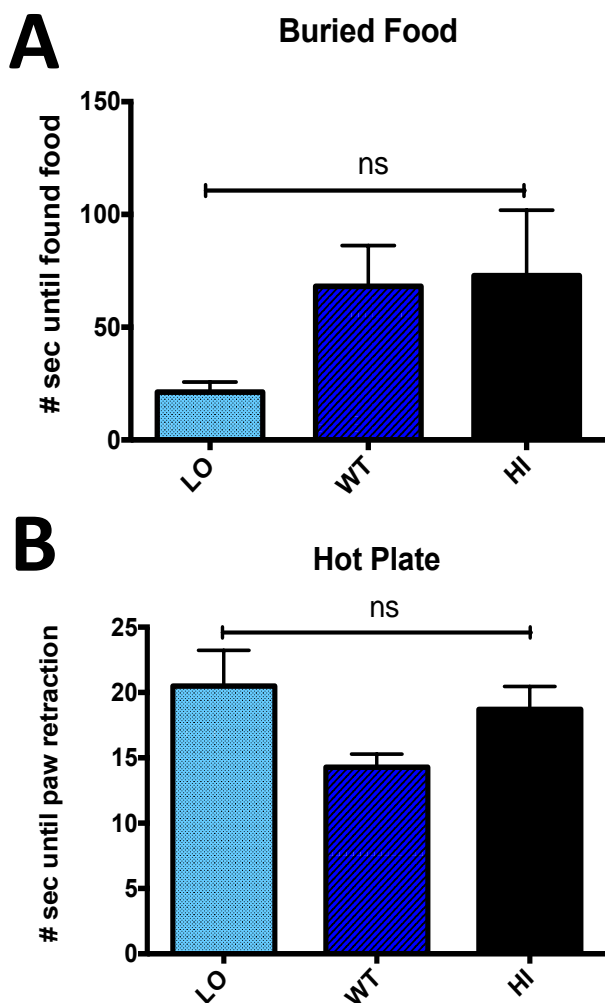 A
Buried Food
# sec until found food
150
100
50
0
ns
LO
WT
HI
B
Hot Plate
# sec until paw retraction
25
20
15
10
5
0
ns
LO
WT
HI